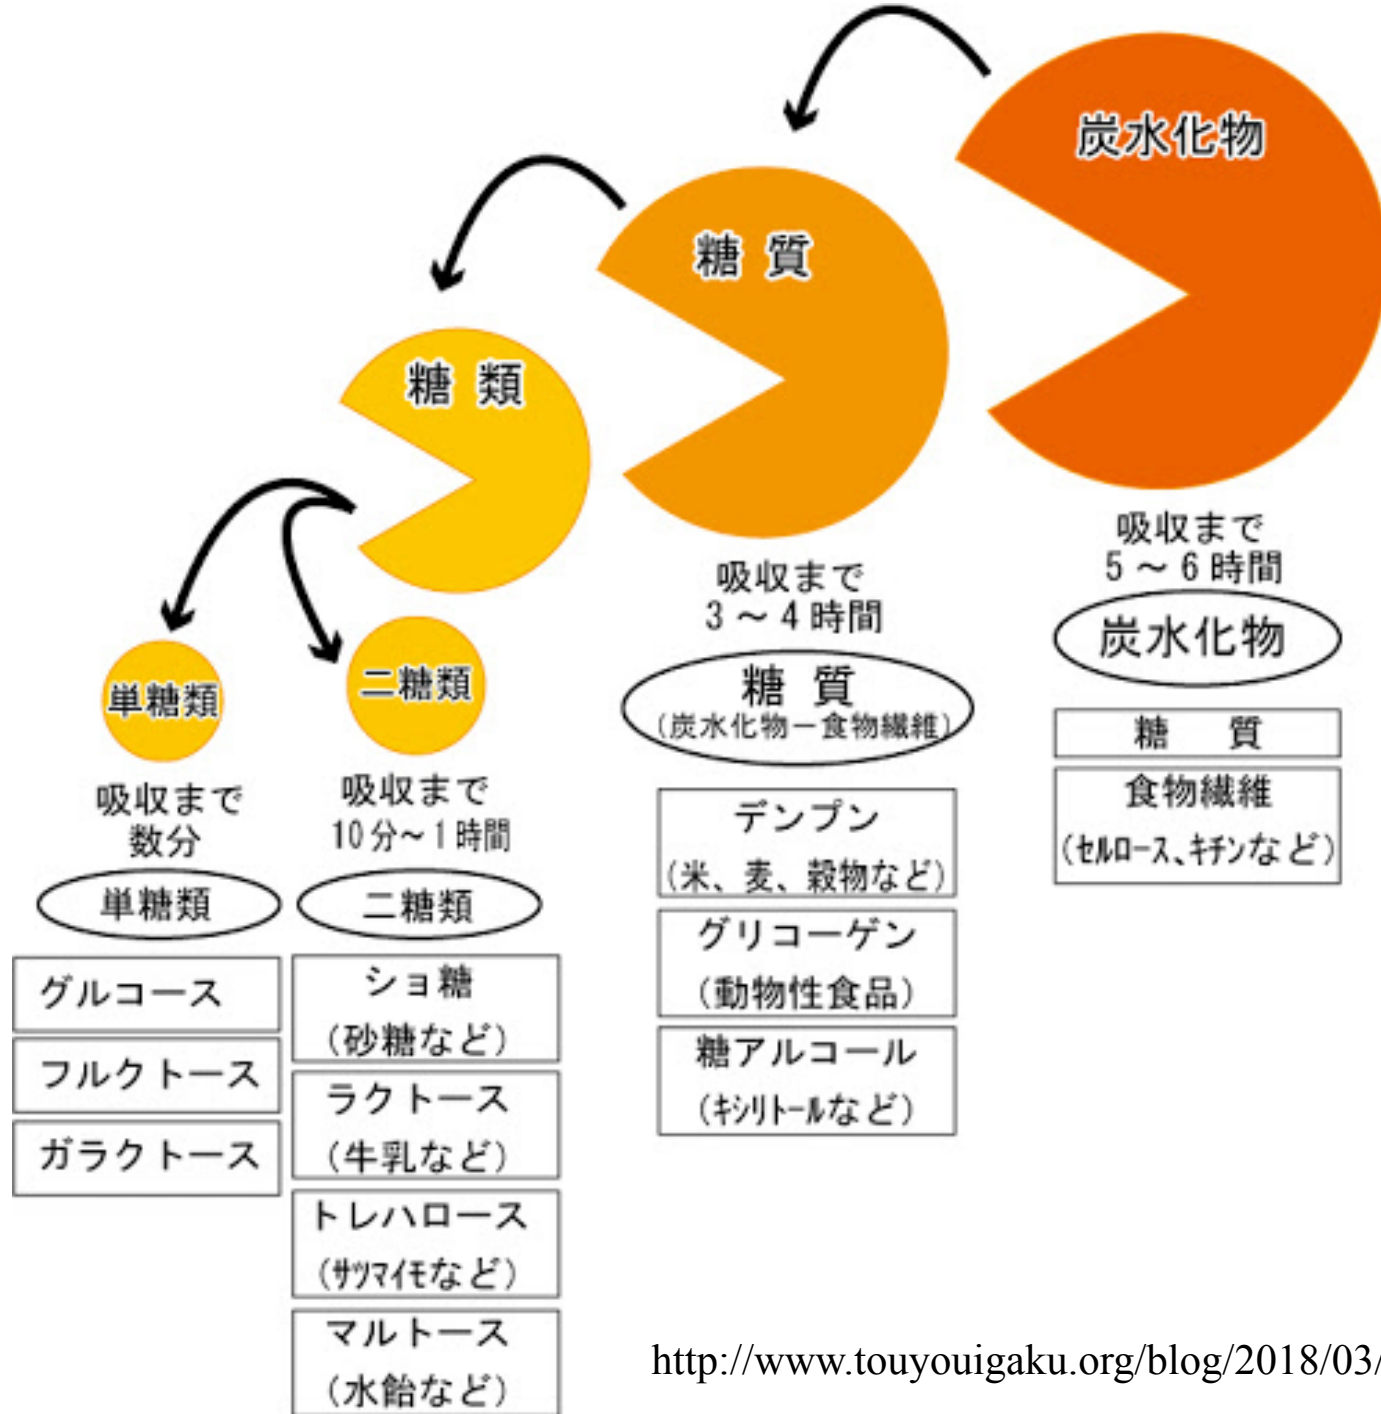 炭水化物
糖 質
糖 類
単糖類
二糖類
吸収まで
数分
単糖類
グルコース
フルクトース
ガラクトース
吸収まで
10分～1時間
二糖類
ショ糖
(砂糖など)
ラクトース
(牛乳など)
トレハロース
(ｻﾂﾏｲﾓなど)
マルトース
(水飴など)
吸収まで
3～4時間
糖 質
(炭水化物－食物繊維)
デンプン
(米、麦、穀物など)
グリコーゲン
(動物性食品)
糖アルコール
(ｷｼﾘﾄｰﾙなど)
吸収まで
5～6時間
炭水化物
糖 質
食物繊維
(ｾﾙﾛｰｽ､ｷﾁﾝなど)
http://www.touyouigaku.org/blog/2018/03/